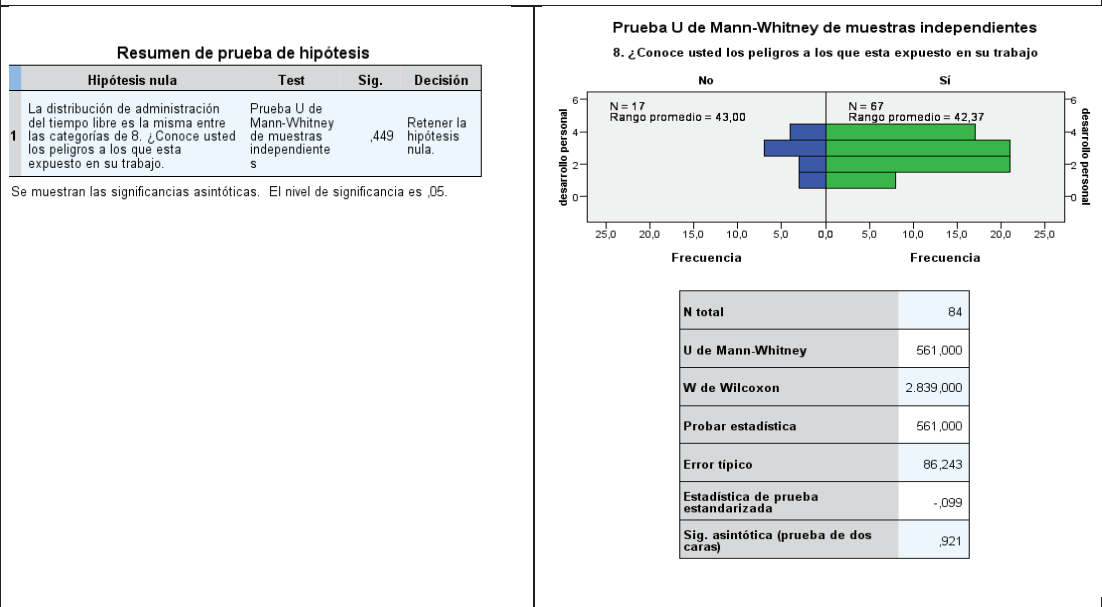 Resumen de prueba de hipótesis
Hipótesis nula Test Sig. Decisión
1 La distribución de administración del tiempo libre es la misma entre las categorías de 8. ¿Conoce usted los peligros a los que esta expuesto en su trabajo. Prueba U de Mann-Whitney de muestras independientes ,449 Retener la hipótesis nula.
Se muestran las significancias asintóticas. El nivel de significancia es ,05.
Prueba U de Mann-Whitney de muestras independientes
8. ¿Conoce usted los peligros a los que esta expuesto en su trabajo
No Sí
N = 17
Rango promedio = 43,00
N = 67
Rango promedio = 42,37
desarrollo personal
6
4
2
0
6
4
2
0
desarrollo personal
25,0 20,0 15,0 10,0 5,0 0,0 5,0 10,0 15,0 20,0 25,0
Frecuencia Frecuencia
N total 84
U de Mann-Whitney 561,000
W de Wilcoxon 2.839,000
Probar estadística 561,000
Error típico 86,243
Estadística de prueba
estandarizada -,099
Sig. asintótica (prueba de dos
caras) ,921